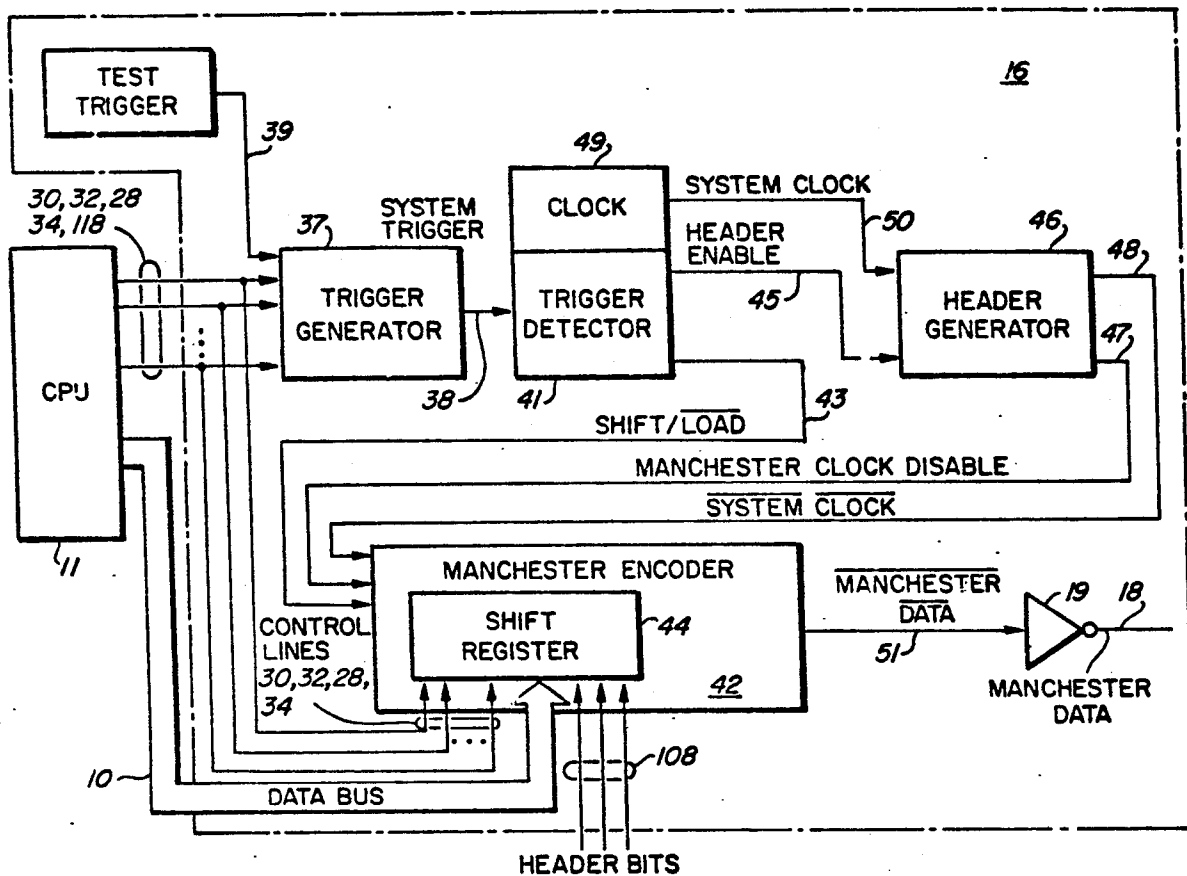 TEST
TRIGGER
16
39
30, 32, 28
34, 118
SYSTEM
TRIGGER
37
49
CLOCK
SYSTEM CLOCK
HEADER
ENABLE
50
46
48
TRIGGER
GENERATOR
TRIGGER
DETECTOR
45
HEADER
GENERATOR
47
CPU
38
41
43
SHIFT/LOAD
MANCHESTER CLOCK DISABLE
SYSTEM CLOCK
11
MANCHESTER ENCODER
SHIFT
REGISTER
44
42
CONTROL
LINES
30, 32, 28,
34
MANCHESTER
DATA
51
19
18
MANCHESTER
DATA
10
DATA BUS
108
HEADER BITS